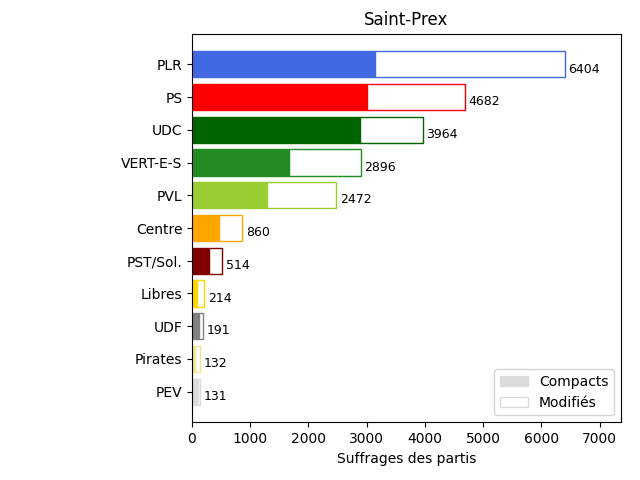 Saint-Prex
PLR 6404
PS 4682
UDC 3964
VERT-E-S 2896
PVL 2472
Centre 860
PST/Sol. 514
Libres 214
UDF 191
Pirates 132
PEV 131
Compacts
Modifiés
0 1000 2000 3000 4000 5000 6000 7000
Suffrages des partis